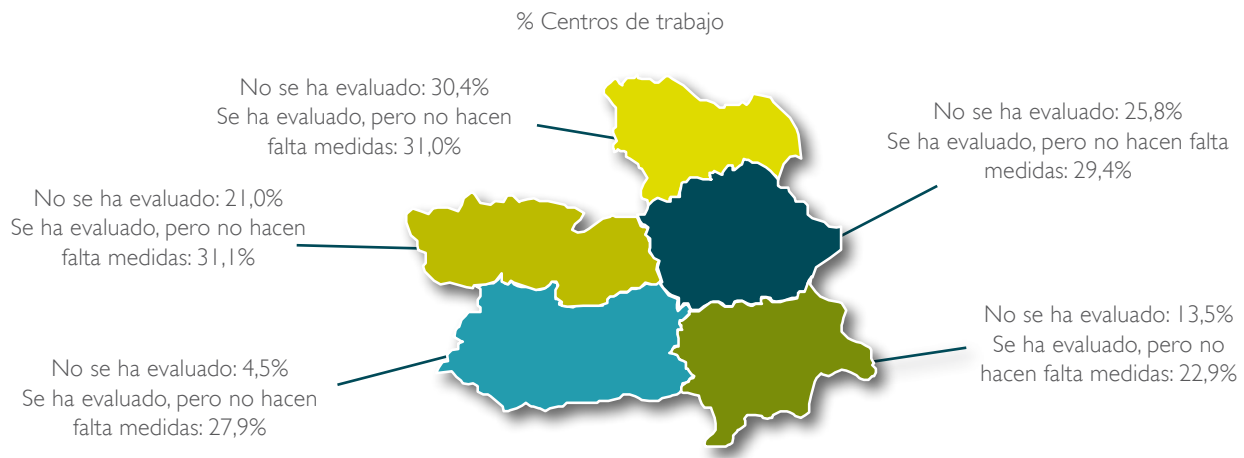 % Centros de trabajo
No se ha evaluado: 30,4%
Se ha evaluado, pero no hacen
falta medidas: 31,0%
No se ha evaluado: 25,8%
Se ha evaluado, pero no hacen falta
medidas: 29,4%
No se ha evaluado: 21,0%
Se ha evaluado, pero no hacen
falta medidas: 31,1%
No se ha evaluado: 13,5%
Se ha evaluado, pero no
hacen falta medidas: 22,9%
No se ha evaluado: 4,5%
Se ha evaluado, pero no hacen
falta medidas: 27,9%